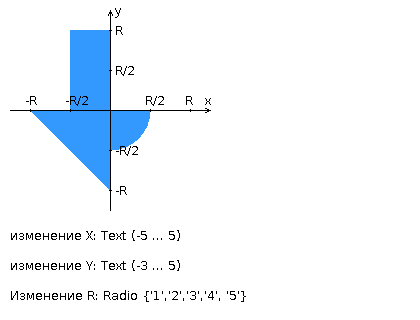 y
R
R/2
-R -R/2 R/2 R x
-R/2
-R
изменение X: Text (-5 ... 5)
изменение Y: Text (-3 ... 5)
Изменение R: Radio {'1','2','3','4', '5'}